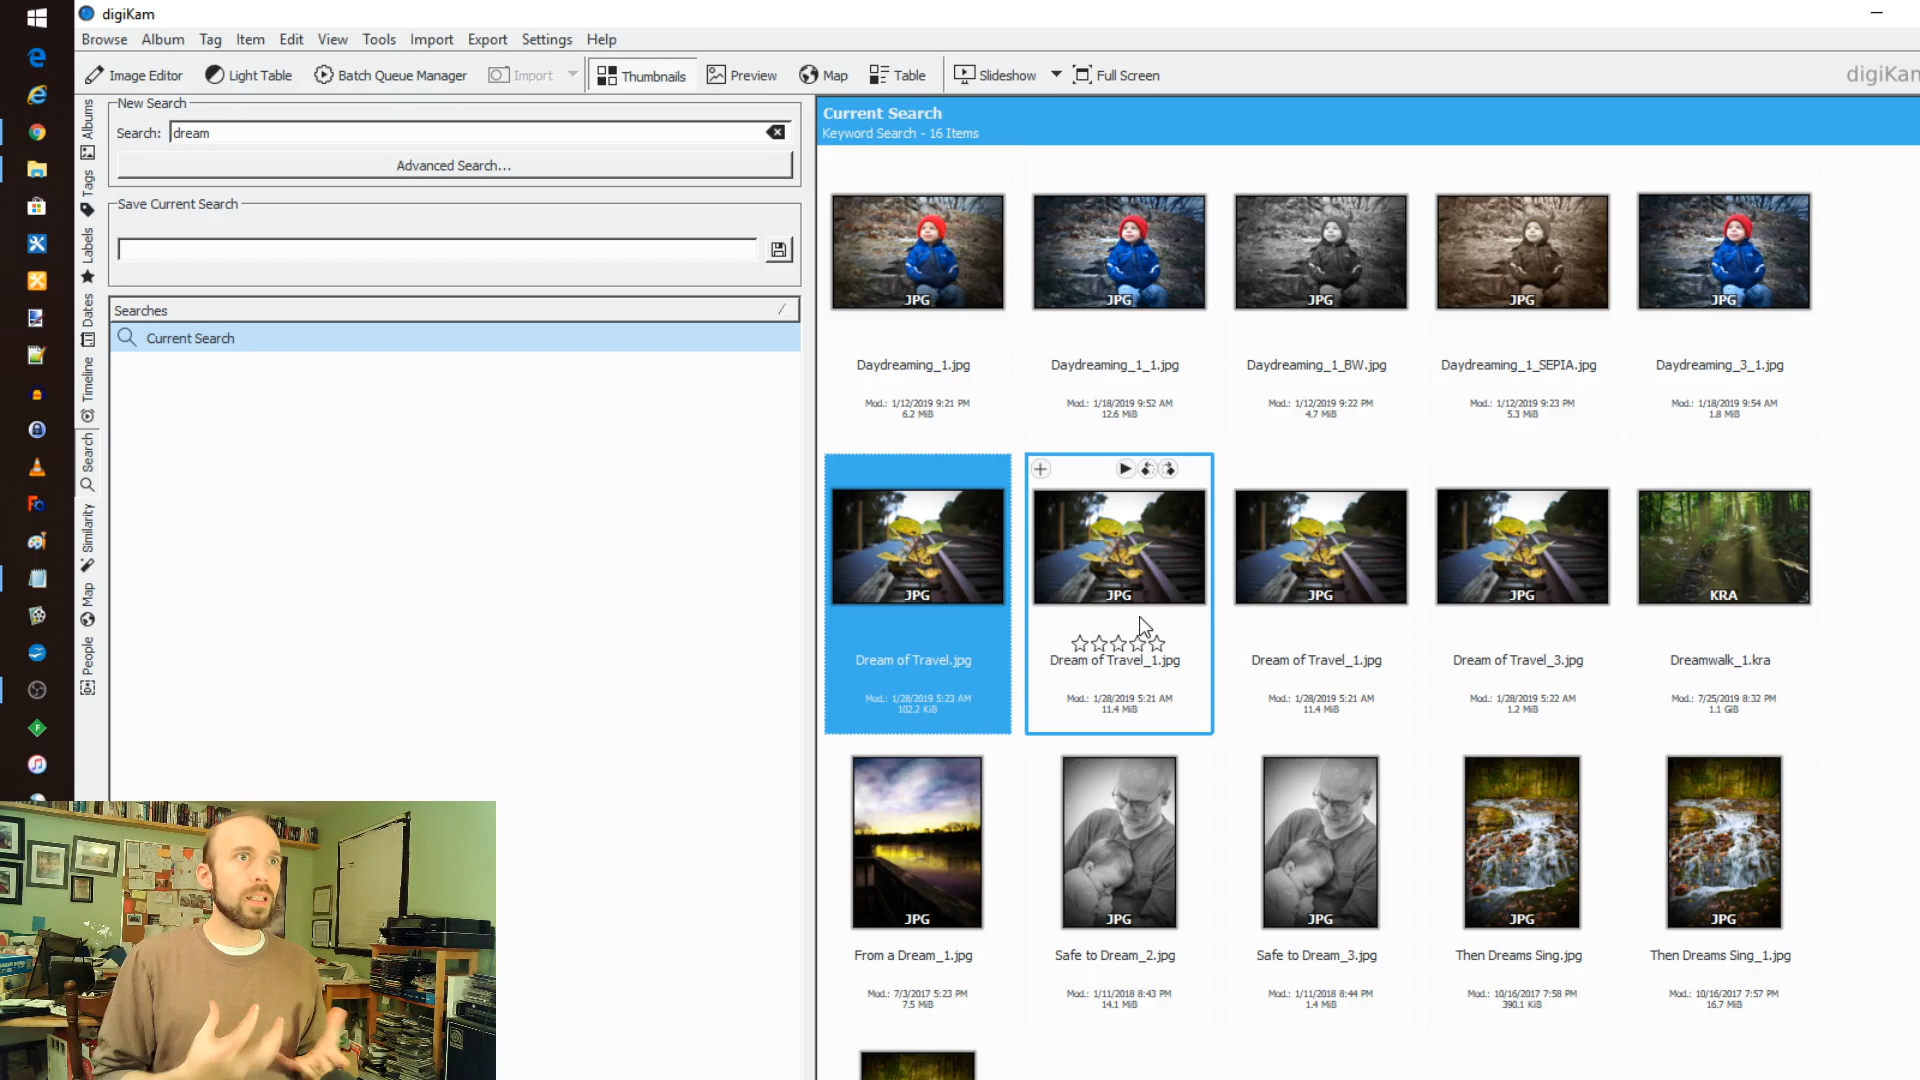 digiKam
Browse Album Tag Item Edit View Tools Import Export Settings Help
Image Editor Light Table Batch Queue Manager Import Thumbnails Preview Map Table Slideshow Full Screen digiKam
Albums
Tags
Labels
Dates
Timeline
Search
Similarity
Map
People
New Search
Search: dream
Advanced Search...
Save Current Search
Searches
Current Search
Current Search
Keyword Search - 16 Items
JPG JPG JPG JPG JPG
Daydreaming_1.jpg Daydreaming_1_1.jpg Daydreaming_1_BW.jpg Daydreaming_1_SEPIA.jpg Daydreaming_3_1.jpg
Mod.: 1/12/2019 9:21 PM Mod.: 1/18/2019 9:52 AM Mod.: 1/12/2019 9:22 PM Mod.: 1/12/2019 9:23 PM Mod.: 1/18/2019 9:54 AM
6.2 MiB 12.6 MiB 4.7 MiB 5.3 MiB 1.8 MiB
JPG JPG JPG JPG KRA
Dream of Travel.jpg Dream of Travel_1.jpg Dream of Travel_1.jpg Dream of Travel_3.jpg Dreamwalk_1.kra
Mod.: 1/28/2019 5:23 AM Mod.: 1/28/2019 5:21 AM Mod.: 1/28/2019 5:21 AM Mod.: 1/28/2019 5:22 AM Mod.: 7/25/2019 8:32 PM
102.2 KiB 11.4 MiB 11.4 MiB 1.2 MiB 1.1 GiB
JPG JPG JPG JPG JPG
From a Dream_1.jpg Safe to Dream_2.jpg Safe to Dream_3.jpg Then Dreams Sing.jpg Then Dreams Sing_1.jpg
Mod.: 7/3/2017 5:23 PM Mod.: 1/11/2018 8:43 PM Mod.: 1/11/2018 8:44 PM Mod.: 10/16/2017 7:58 PM Mod.: 10/16/2017 7:57 PM
7.5 MiB 14.1 MiB 1.4 MiB 390.1 KiB 16.7 MiB